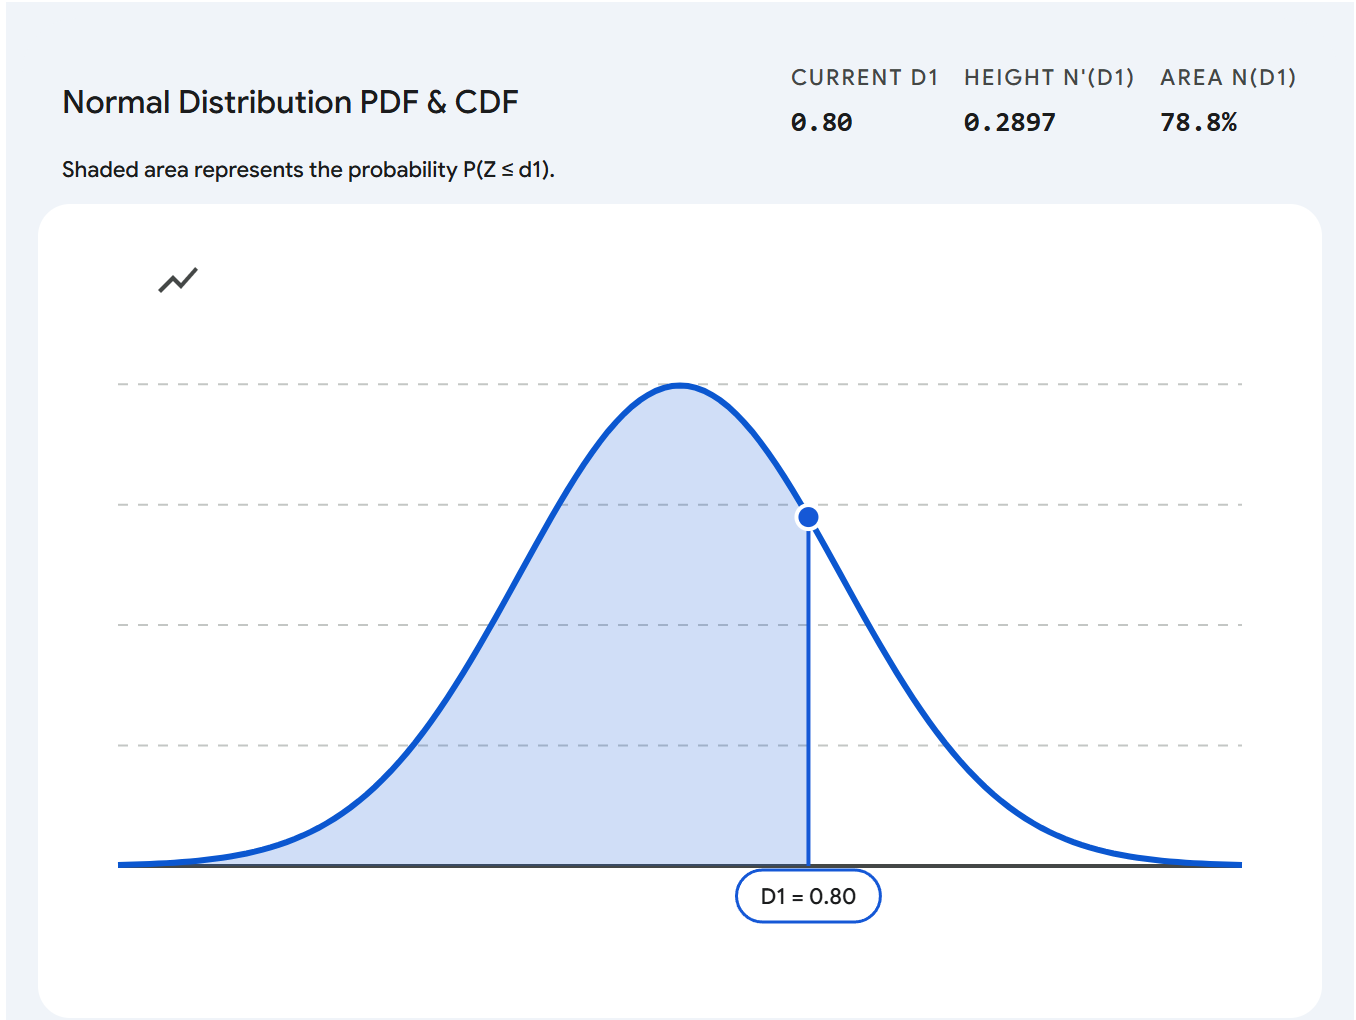 Normal Distribution PDF & CDF
Shaded area represents the probability P(Z ≤ d1).
CURRENT D1
0.80
HEIGHT N'(D1)
0.2897
AREA N(D1)
78.8%
D1 = 0.80